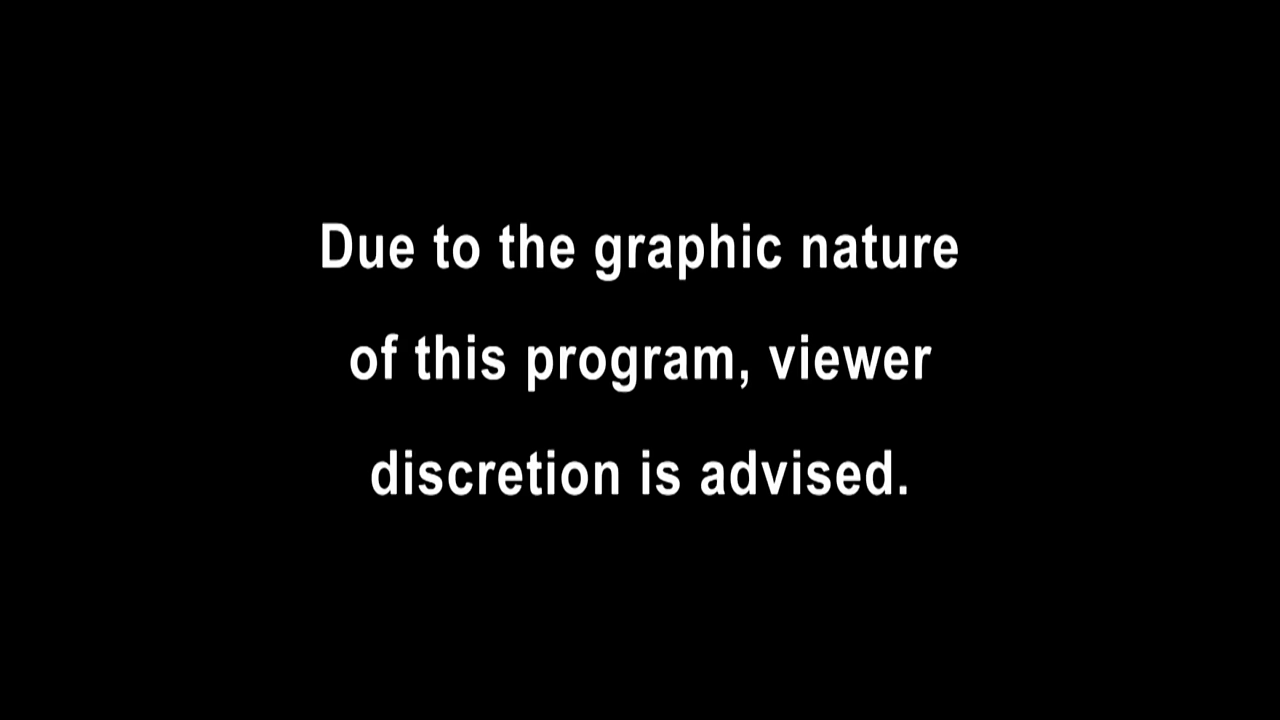 Due to the graphic nature
of this program, viewer
discretion is advised.